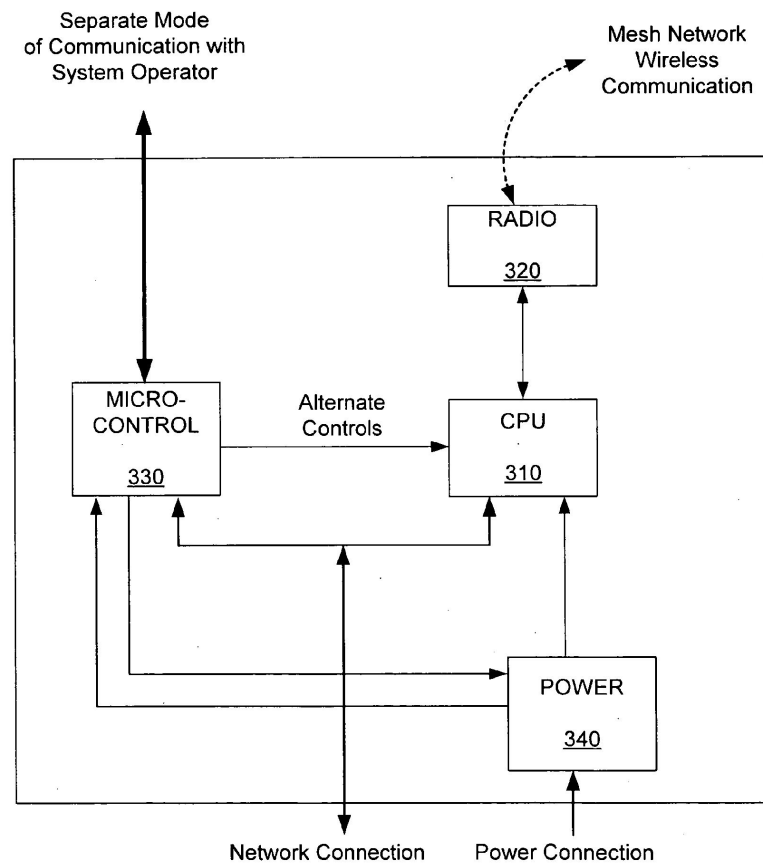 Separate Mode
of Communication with
System Operator
Mesh Network
Wireless
Communication
RADIO
320
MICRO-
CONTROL
330
Alternate
Controls
CPU
310
POWER
340
Network Connection
Power Connection